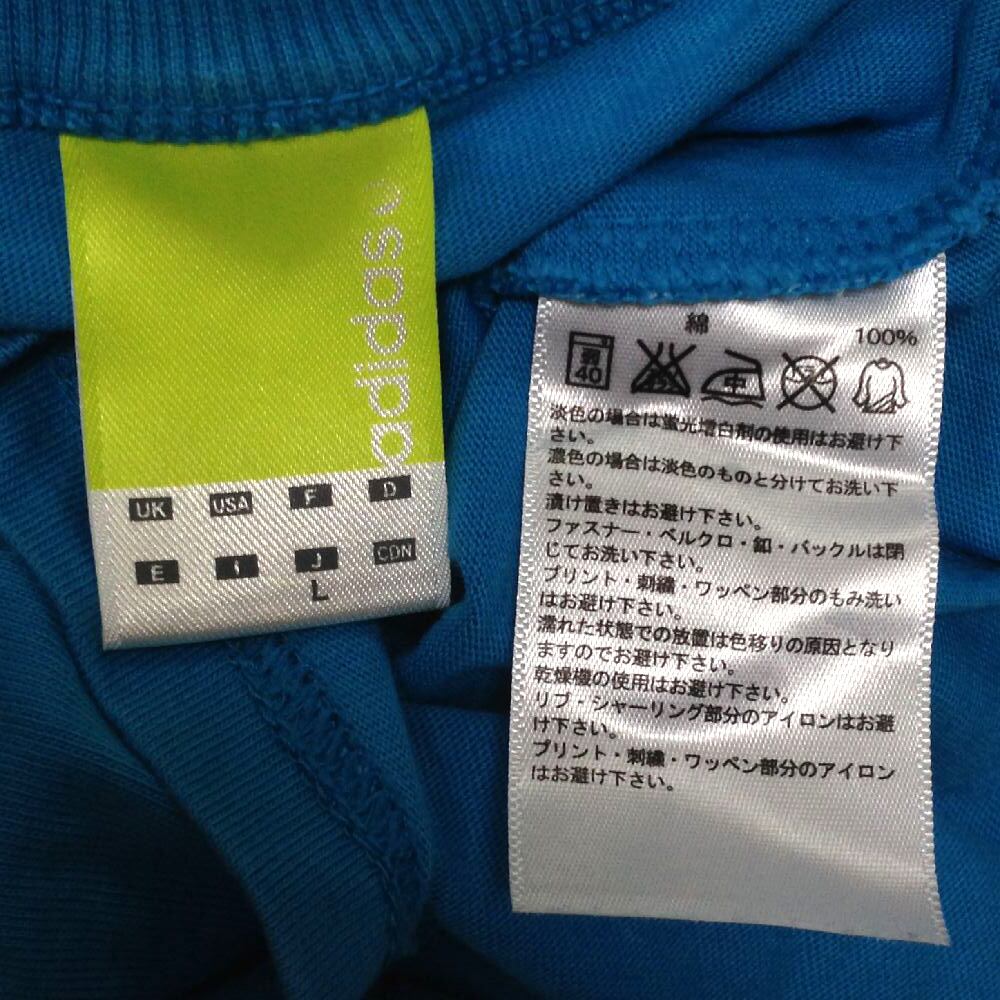 adidas
UK USA F D
E I J CDN
L
綿 100%
弱 40 中
淡色の場合は蛍光増白剤の使用はお避け下
さい。
濃色の場合は淡色のものと分けてお洗い下
さい。
漬け置きはお避け下さい。
ファスナー・ベルクロ・釦・バックルは閉
じてお洗い下さい。
プリント・刺繍・ワッペン部分のもみ洗い
はお避け下さい。
濡れた状態での放置は色移りの原因となり
ますのでお避け下さい。
乾燥機の使用はお避け下さい。
リブ・シャーリング部分のアイロンはお避
け下さい。
プリント・刺繍・ワッペン部分のアイロン
はお避け下さい。